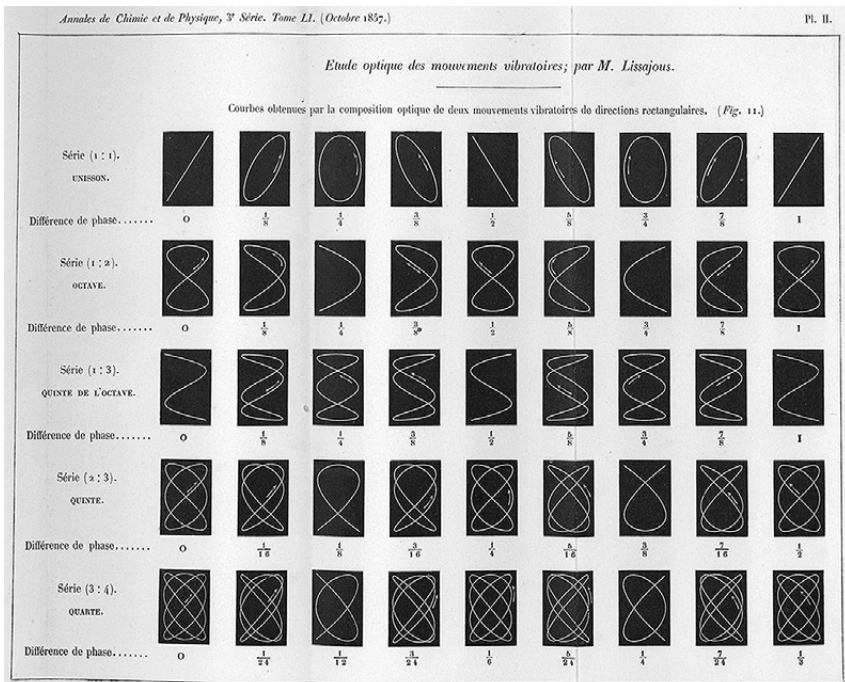 Annales de Chimie et de Physique, 3e Série. Tome LI. (Octobre 1857.) Pl. II.
Etude optique des mouvements vibratoires; par M. Lissajous.
Courbes obtenues par la composition optique de deux mouvements vibratoires de directions rectangulaires. (Fig. 11.)
Série (1 : 1).
UNISSON.
Différence de phase....... 0 1/8 1/4 3/8 1/2 5/8 3/4 7/8 1
Série (1 : 2).
OCTAVE.
Différence de phase....... 0 1/8 1/4 3/8 1/2 5/8 3/4 7/8 1
Série (1 : 3).
QUINTE DE L'OCTAVE.
Différence de phase...... 0 1/8 1/4 3/8 1/2 5/8 3/4 7/8 1
Série (2 : 3).
QUINTE.
Différence de phase...... 0 1/16 1/8 3/16 1/4 5/16 3/8 7/16 1/2
Série (3 : 4).
QUARTE.
Différence de phase...... 0 1/24 1/12 3/24 1/6 5/24 1/4 7/24 1/3